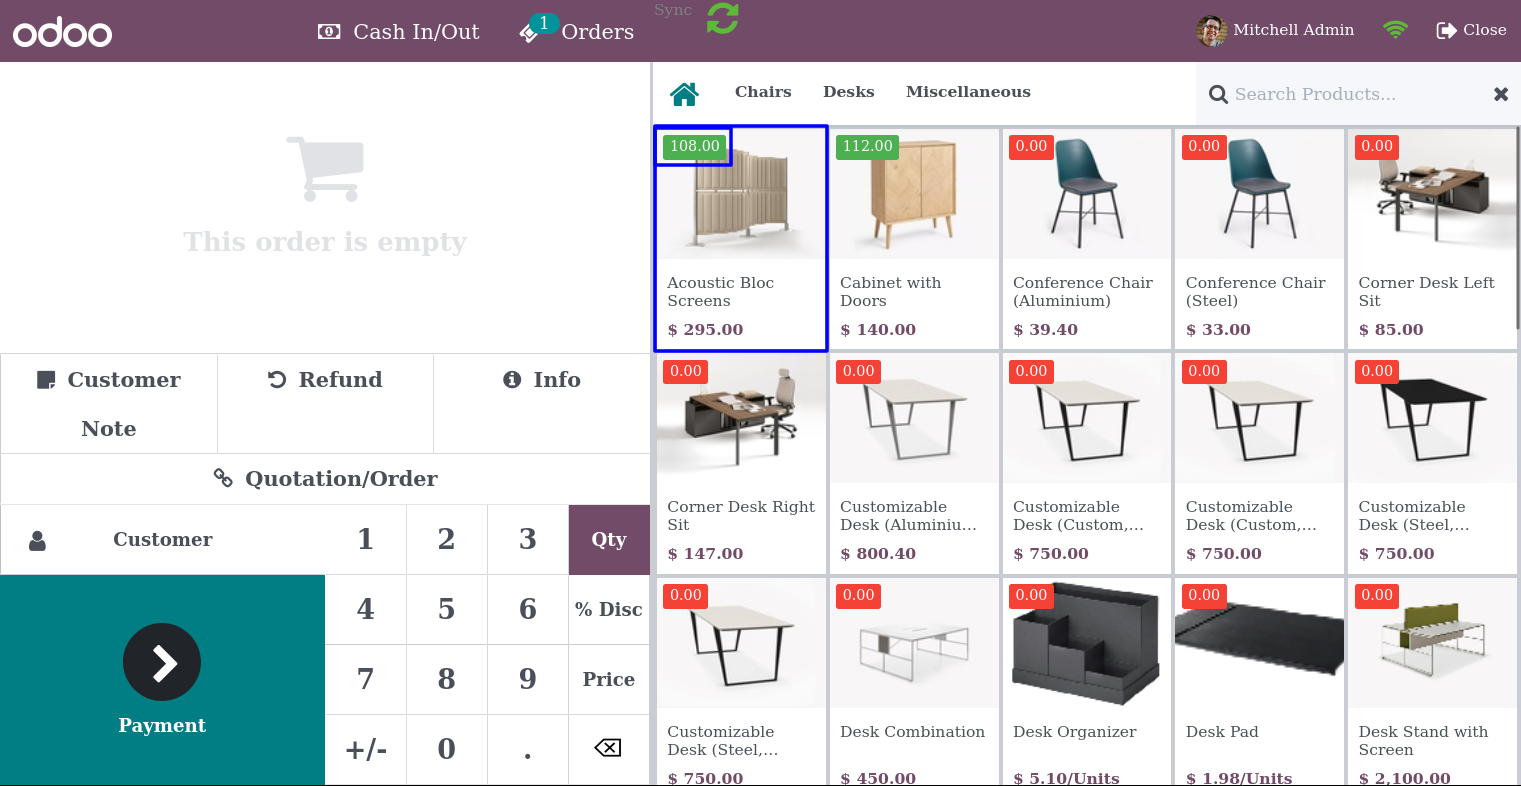 odoo
Cash In/Out
1
Orders
Sync
Mitchell Admin
Close
Chairs
Desks
Miscellaneous
Search Products...
This order is empty
Customer
Note
Refund
Info
Quotation/Order
Customer
1
2
3
Qty
4
5
6
% Disc
7
8
9
Price
+/-
0
.
Payment
108.00
Acoustic Bloc
Screens
$ 295.00
112.00
Cabinet with
Doors
$ 140.00
0.00
Conference Chair
(Aluminium)
$ 39.40
0.00
Conference Chair
(Steel)
$ 33.00
0.00
Corner Desk Left
Sit
$ 85.00
0.00
Corner Desk Right
Sit
$ 147.00
0.00
Customizable
Desk (Aluminiu...
$ 800.40
0.00
Customizable
Desk (Custom,...
$ 750.00
0.00
Customizable
Desk (Custom,...
$ 750.00
0.00
Customizable
Desk (Steel,...
$ 750.00
0.00
Customizable
Desk (Steel,...
$ 750.00
0.00
Desk Combination
$ 450.00
0.00
Desk Organizer
$ 5.10/Units
0.00
Desk Pad
$ 1.98/Units
0.00
Desk Stand with
Screen
$ 2,100.00